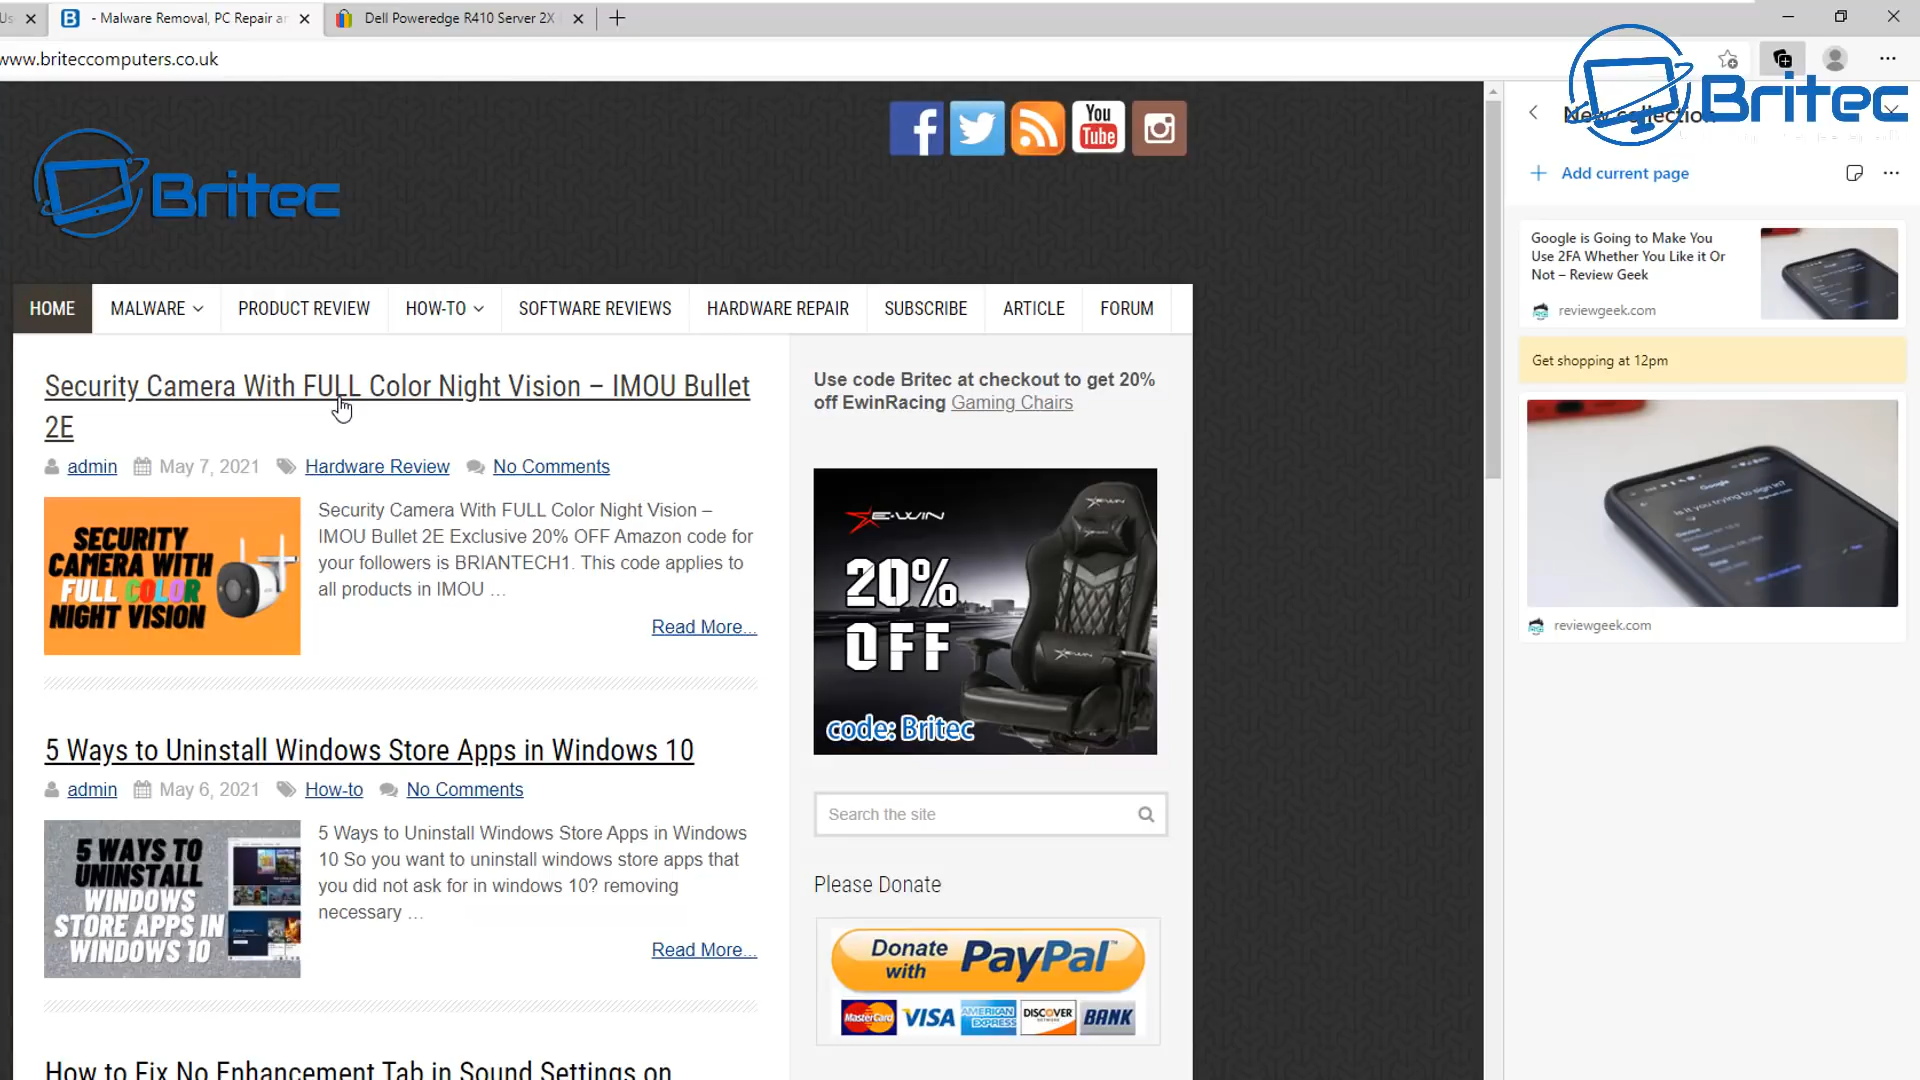 - Malware Removal, PC Repair a
Dell Poweredge R410 Server 2X
www.briteccomputers.co.uk
Britec
New collection
Add current page
Britec
You
Tube
HOME
MALWARE
PRODUCT REVIEW
HOW-TO
SOFTWARE REVIEWS
HARDWARE REPAIR
SUBSCRIBE
ARTICLE
FORUM
Security Camera With FULL Color Night Vision – IMOU Bullet
2E
admin May 7, 2021 Hardware Review No Comments
SECURITY
CAMERA WITH
FULL COLOR
NIGHT VISION
Security Camera With FULL Color Night Vision –
IMOU Bullet 2E Exclusive 20% OFF Amazon code for
your followers is BRIANTECH1. This code applies to
all products in IMOU …
Read More...
5 Ways to Uninstall Windows Store Apps in Windows 10
admin May 6, 2021 How-to No Comments
5 WAYS TO
UNINSTALL
WINDOWS
STORE APPS IN
WINDOWS 10
5 Ways to Uninstall Windows Store Apps in Windows
10 So you want to uninstall windows store apps that
you did not ask for in windows 10? removing
necessary …
Read More...
How to Fix No Enhancement Tab in Sound Settings on
Use code Britec at checkout to get 20%
off EwinRacing Gaming Chairs
E-WIN
20%
OFF
code: Britec
Search the site
Please Donate
Donate
with
PayPal
MasterCard
VISA
AMERICAN
EXPRESS
DISCOVER
BANK
Google is Going to Make You
Use 2FA Whether You Like it Or
Not – Review Geek
reviewgeek.com
Get shopping at 12pm
Google
Is it you trying to sign in?
reviewgeek.com